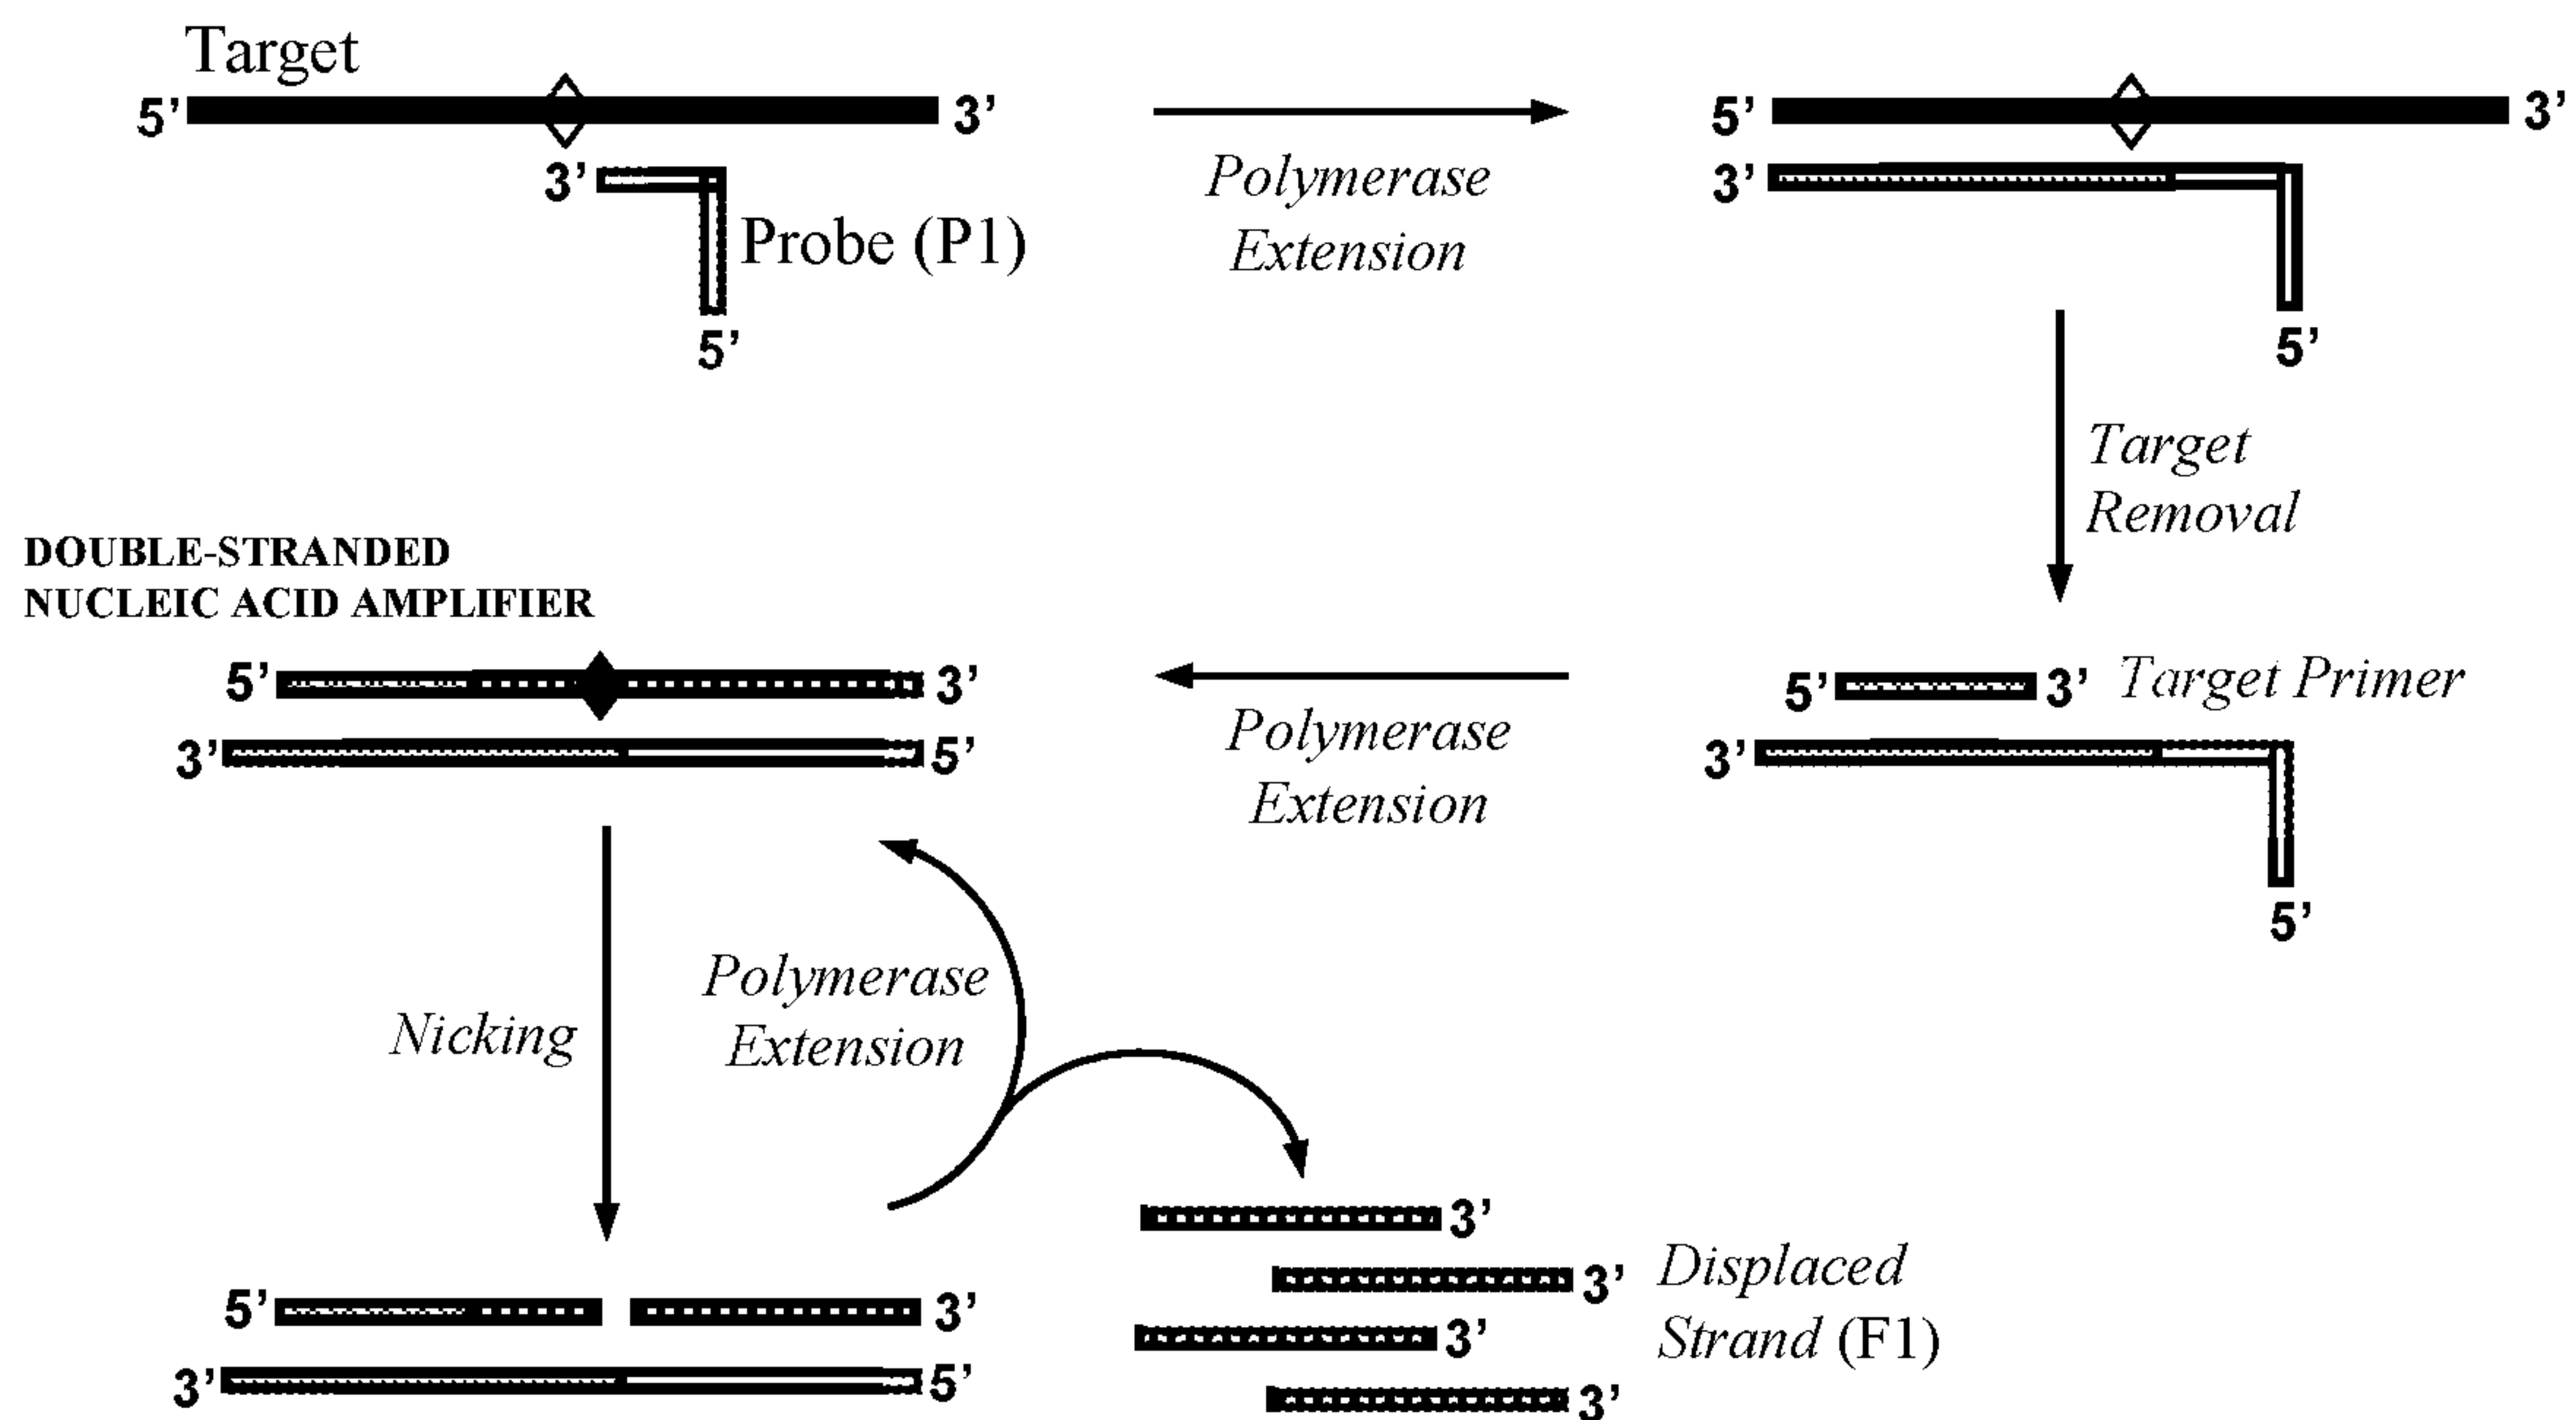 Target
5’ 3’
3’
Probe (P1)
5’
Polymerase
Extension
5’ 3’
3’
5’
Target
Removal
5’ 3’ Target Primer
3’
5’
Polymerase
Extension
DOUBLE-STRANDED
NUCLEIC ACID AMPLIFIER
5’ 3’
3’ 5’
Nicking
Polymerase
Extension
5’ 3’
3’ 5’
3’
3’
3’
3’
Displaced
Strand (F1)